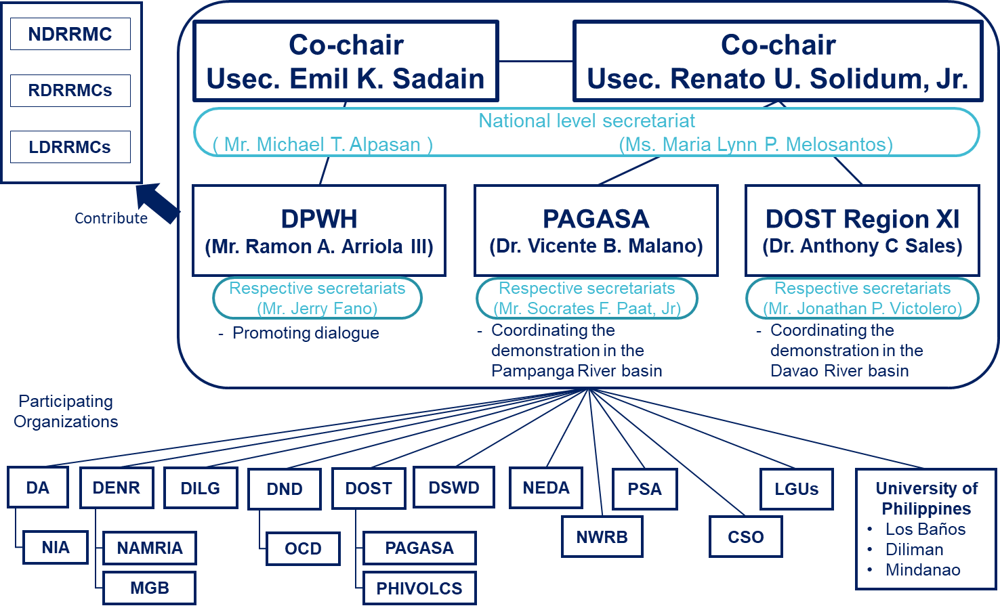 NDRRMC
RDRRMCs
LDRRMCs
Contribute
Co-chair
Usec. Emil K. Sadain
Co-chair
Usec. Renato U. Solidum, Jr.
National level secretariat
( Mr. Michael T. Alpasan )
(Ms. Maria Lynn P. Melosantos)
DPWH
(Mr. Ramon A. Arriola III)
Respective secretariats
(Mr. Jerry Fano)
- Promoting dialogue
PAGASA
(Dr. Vicente B. Malano)
Respective secretariats
(Mr. Socrates F. Paat, Jr)
- Coordinating the
demonstration in the
Pampanga River basin
DOST Region XI
(Dr. Anthony C Sales)
Respective secretariats
(Mr. Jonathan P. Victolero)
- Coordinating the
demonstration in the
Davao River basin
Participating
Organizations
DA
NIA
DENR
NAMRIA
MGB
DILG
DND
OCD
DOST
PAGASA
PHIVOLCS
DSWD
NEDA
NWRB
PSA
CSO
LGUs
University of
Philippines
• Los Baños
• Diliman
• Mindanao